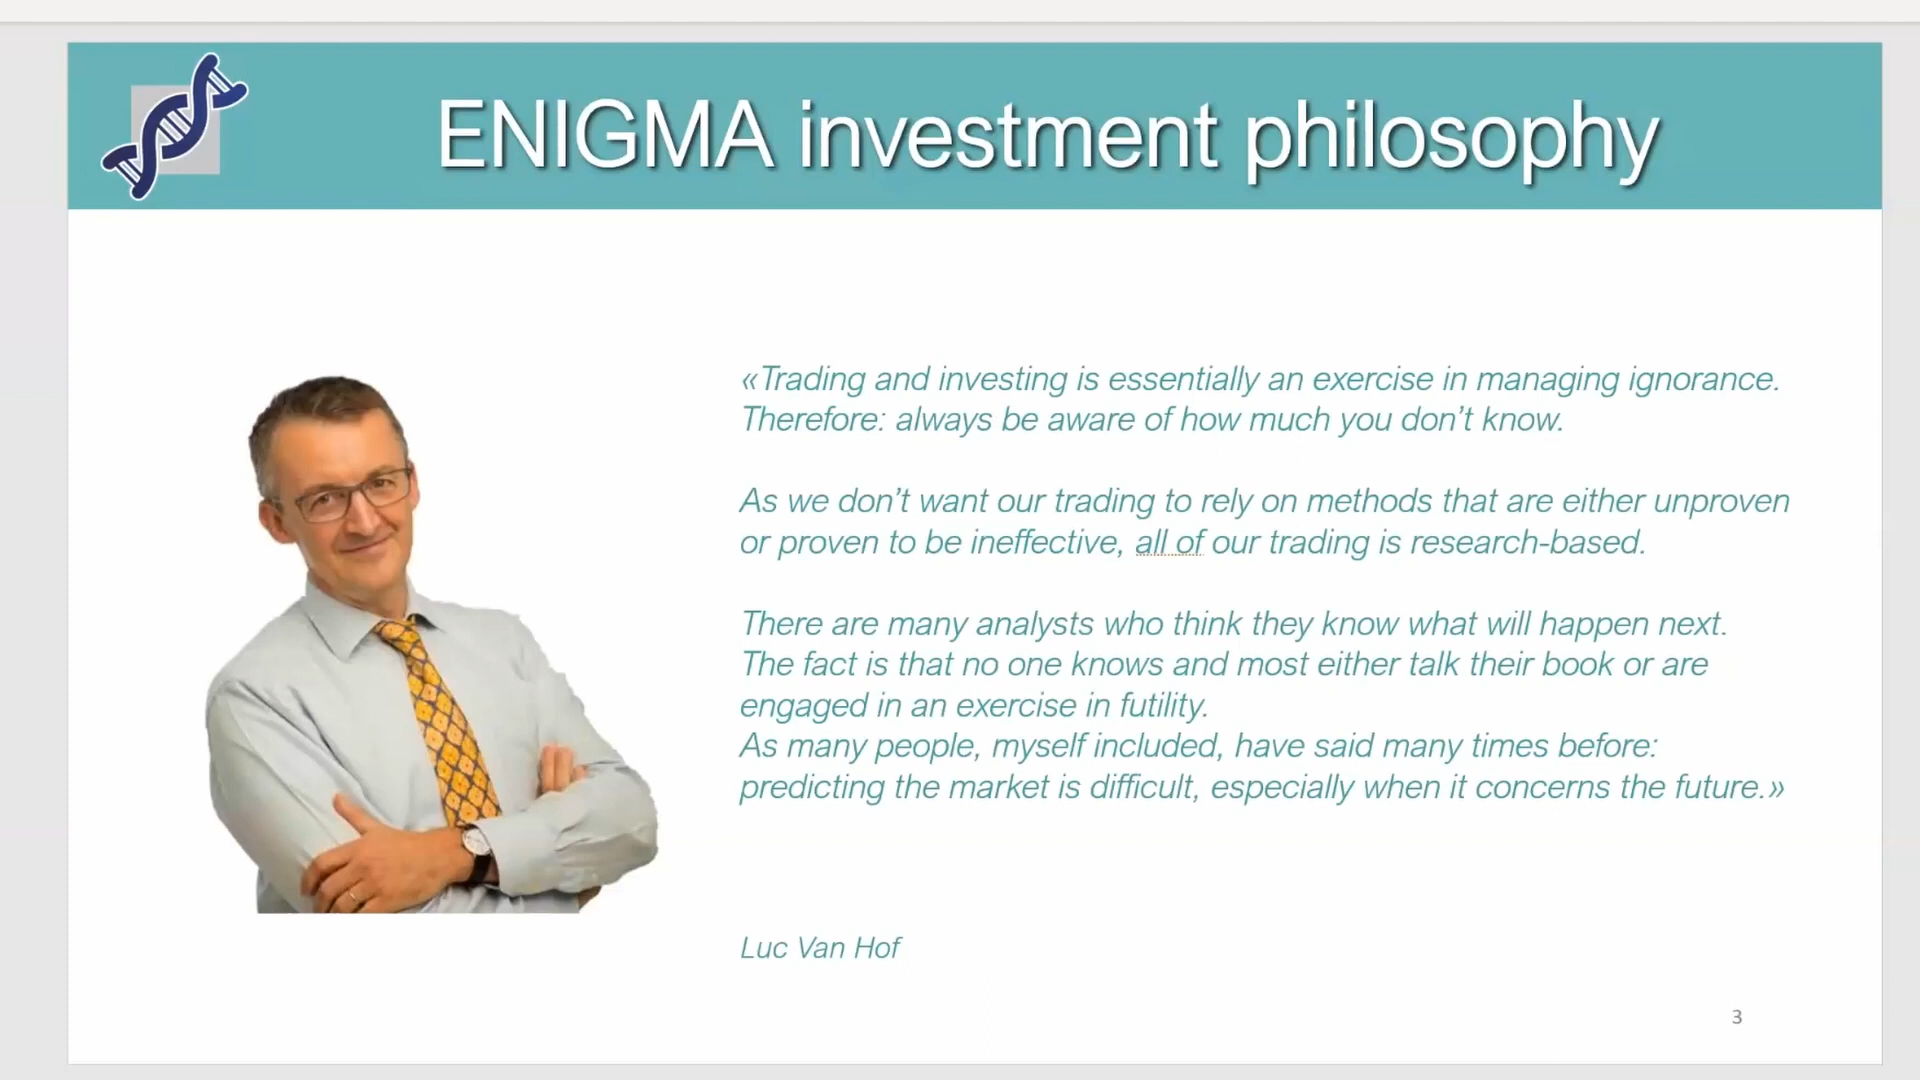 ENIGMA investment philosophy
«Trading and investing is essentially an exercise in managing ignorance.
Therefore: always be aware of how much you don’t know.
As we don’t want our trading to rely on methods that are either unproven
or proven to be ineffective, all of our trading is research-based.
There are many analysts who think they know what will happen next.
The fact is that no one knows and most either talk their book or are
engaged in an exercise in futility.
As many people, myself included, have said many times before:
predicting the market is difficult, especially when it concerns the future.»
Luc Van Hof
3